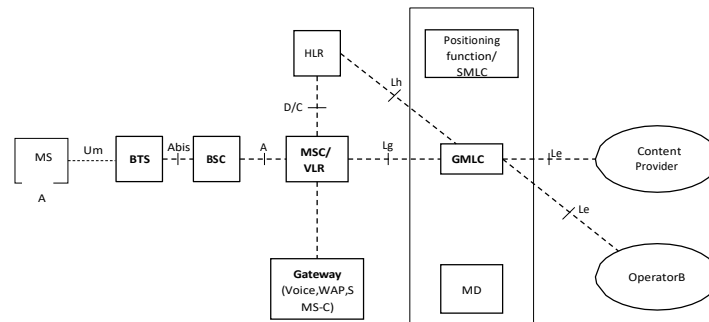 Positioning
function/
SMLC
HLR
Lh
D/C
Um
Abis
A
Lg
Le
MS
BTS
BSC
MSC/
VLR
GMLC
Content
Provider
A
Le
Gateway
(Voice,WAP,S
MS-C)
MD
OperatorB